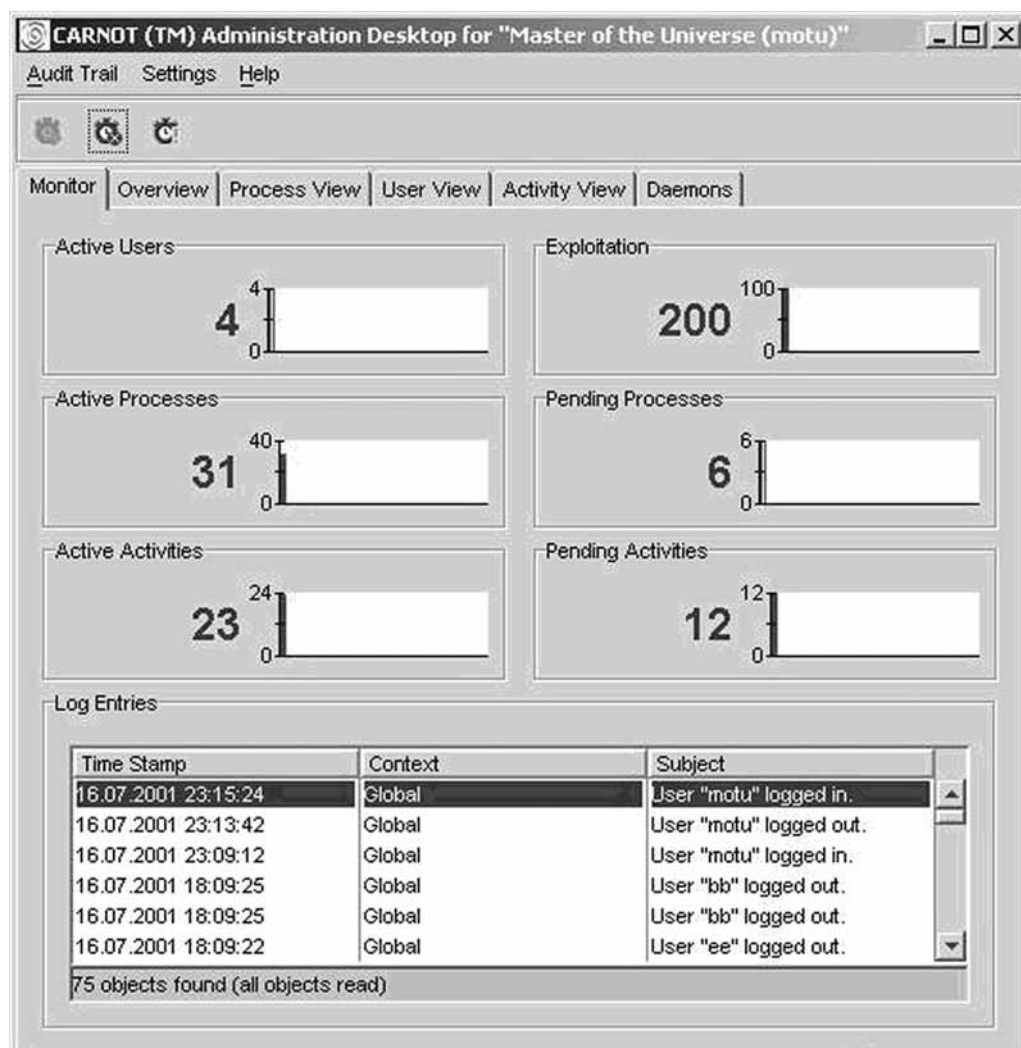 CARNOT (TM) Administration Desktop for "Master of the Universe (motu)"
Audit Trail Settings Help
Monitor Overview Process View User View Activity View Daemons
Active Users Exploitation
4 4 0 200 100 0
Active Processes Pending Processes
31 40 0 6 6 0
Active Activities Pending Activities
23 24 0 12 12 0
Log Entries
Time Stamp Context Subject
16.07.2001 23:15:24 Global User "motu" logged in.
16.07.2001 23:13:42 Global User "motu" logged out.
16.07.2001 23:09:12 Global User "motu" logged in.
16.07.2001 18:09:25 Global User "bb" logged out.
16.07.2001 18:09:25 Global User "bb" logged out.
16.07.2001 18:09:22 Global User "ee" logged out.
75 objects found (all objects read)